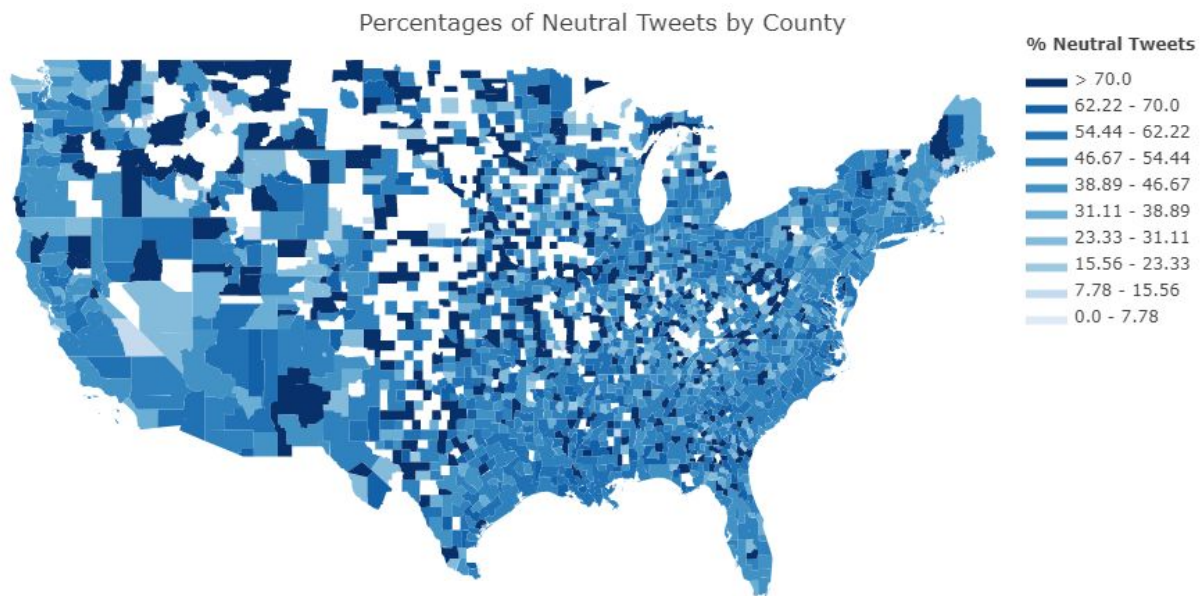 Percentages of Neutral Tweets by County
% Neutral Tweets
> 70.0
62.22 - 70.0
54.44 - 62.22
46.67 - 54.44
38.89 - 46.67
31.11 - 38.89
23.33 - 31.11
15.56 - 23.33
7.78 - 15.56
0.0 - 7.78